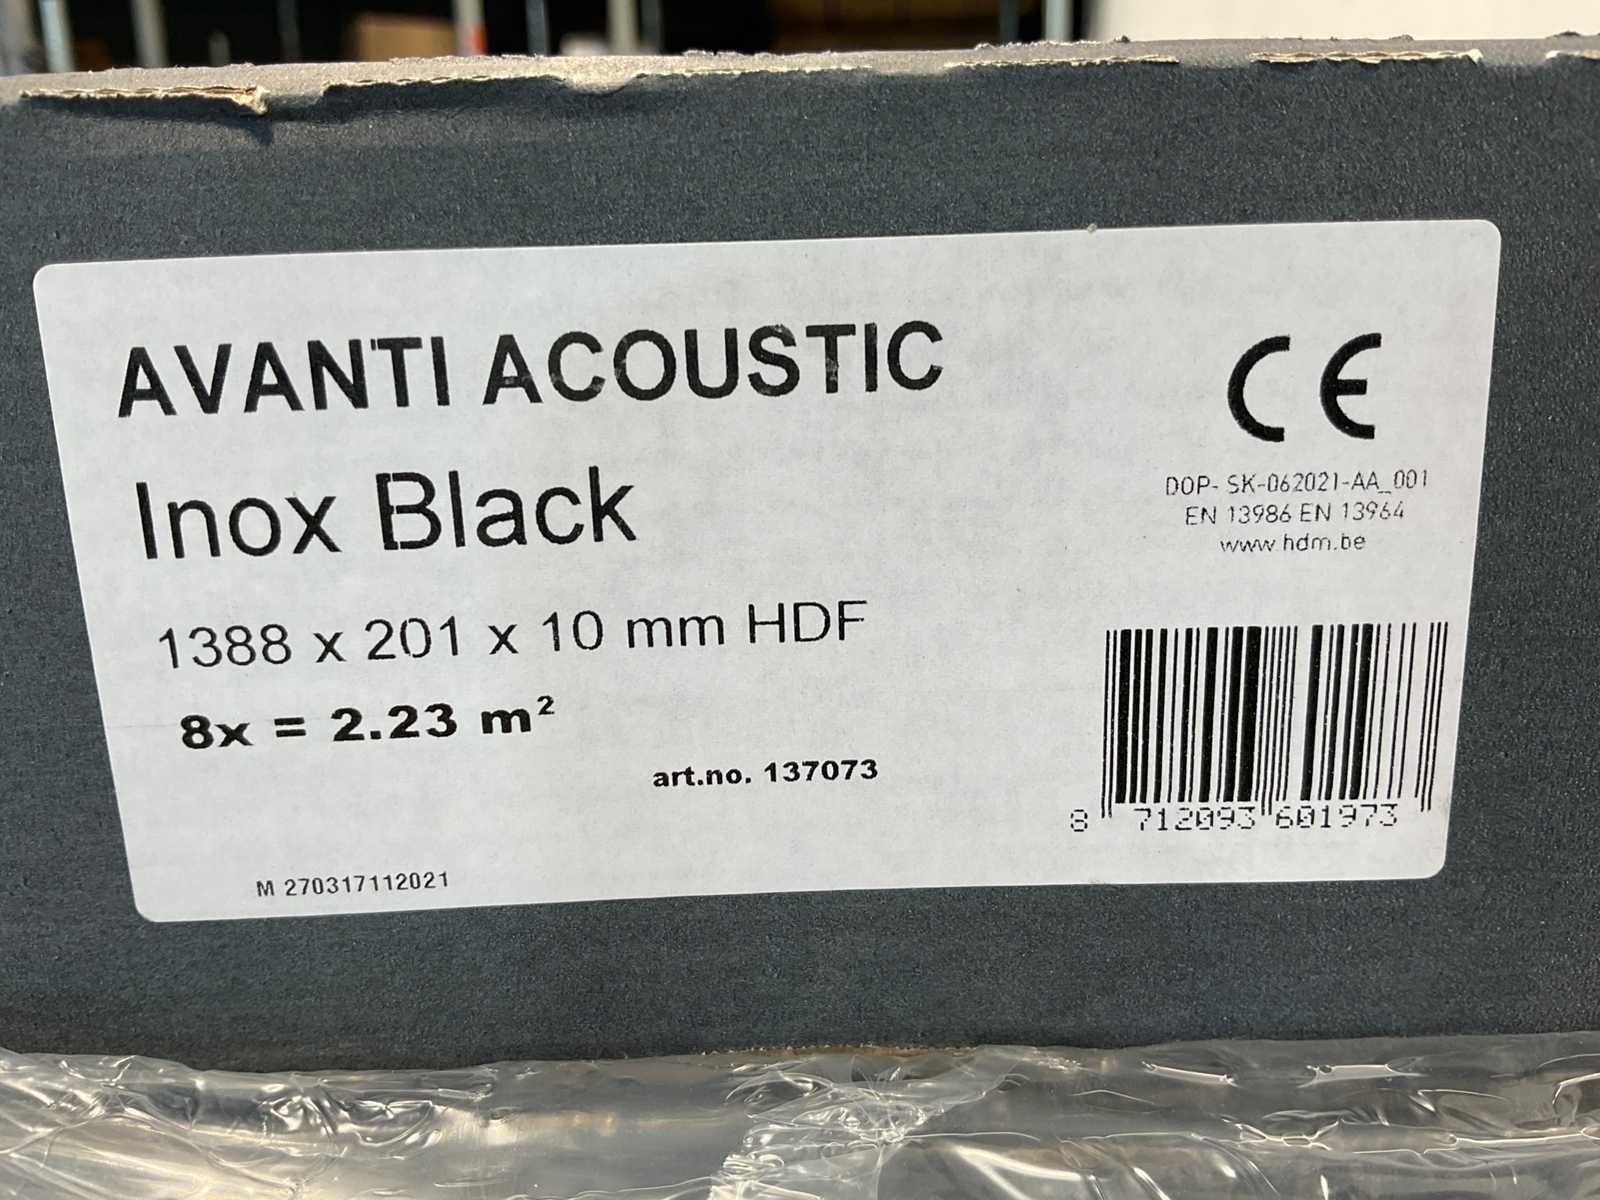 AVANTI ACOUSTIC
Inox Black
1388 x 201 x 10 mm HDF
8x = 2.23 m²
art.no. 137073
M 270317112021
CE
DOP- SK-062021-AA_001
EN 13986 EN 13964
www.hdm.be
8 712093 601973